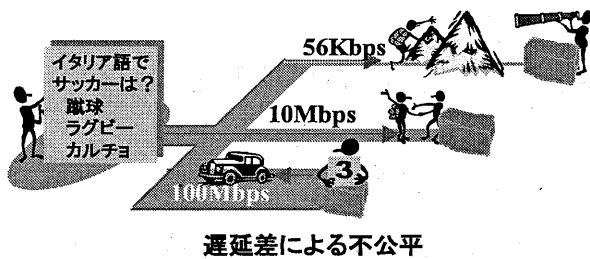 イタリア語で
サッカーは?
蹴球
ラグビー
カルチョ
56Kbps
10Mbps
3
100Mbps
遅延差による不公平